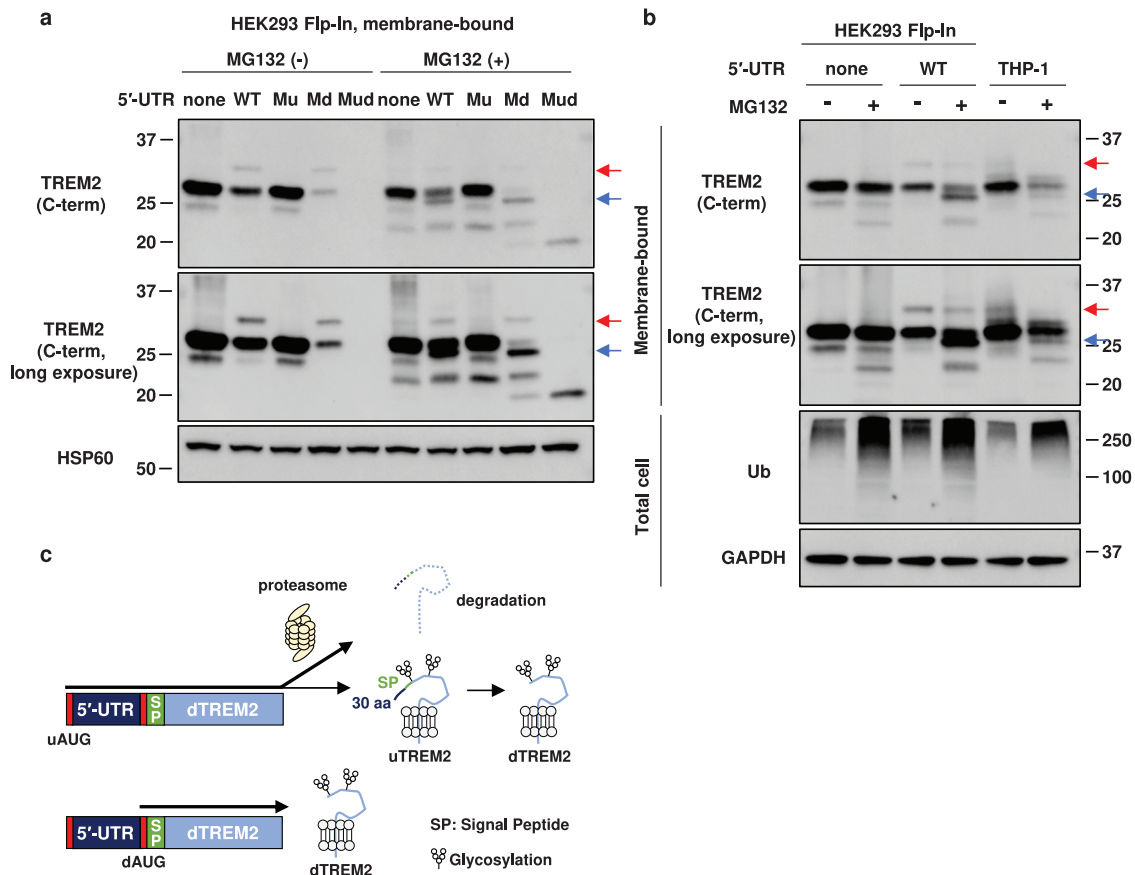 a
HEK293 Flp-In, membrane-bound
MG132 (-) MG132 (+)
5′-UTR none WT Mu Md Mud none WT Mu Md Mud
37
TREM2
(C-term)
25
20
37
TREM2
(C-term,
long exposure)
25
20
HSP60
50
b
HEK293 Flp-In
5′-UTR none WT THP-1
MG132 - + - + - +
Membrane-bound
TREM2
(C-term)
37
25
20
TREM2
(C-term,
long exposure)
37
25
20
Total cell
Ub
250
100
GAPDH
37
c
proteasome
degradation
SP
30 aa
5′-UTR SP dTREM2
uAUG
uTREM2 dTREM2
5′-UTR SP dTREM2
dAUG
dTREM2
SP: Signal Peptide
Glycosylation